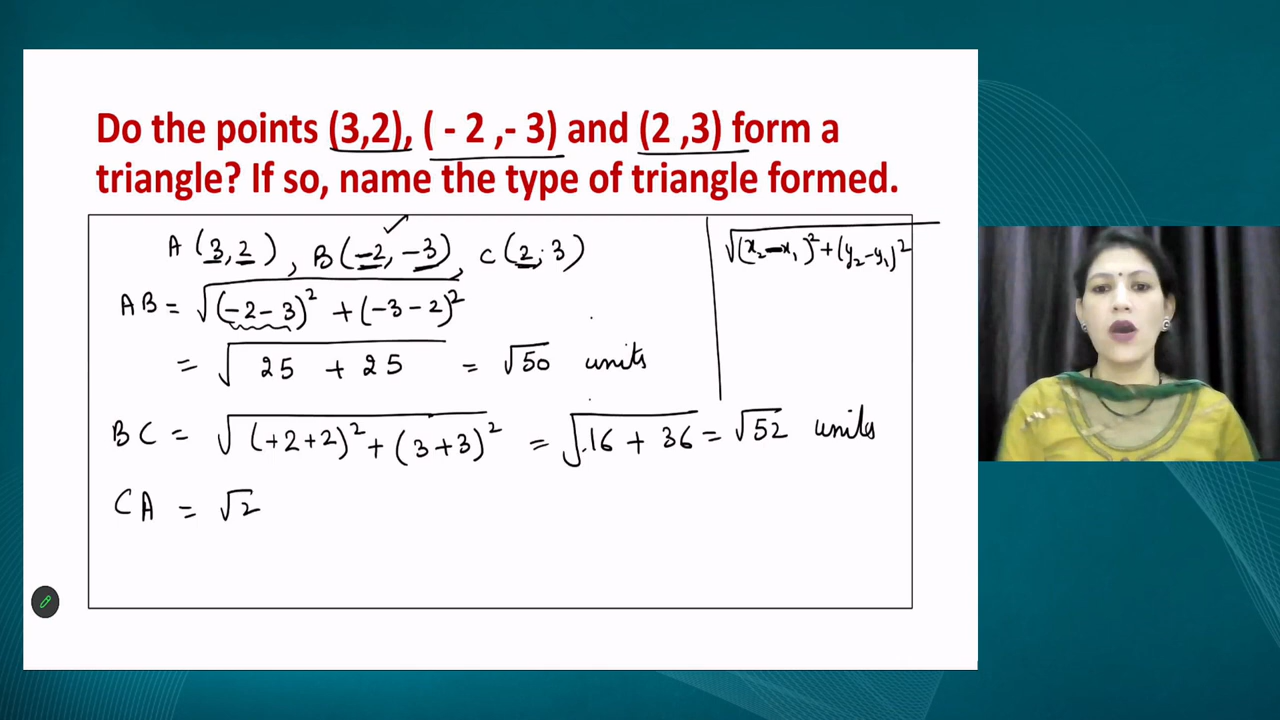 Do the points (3,2), ( - 2 ,- 3) and (2 ,3) form a
triangle? If so, name the type of triangle formed.
A (3,2), B(-2,-3), C(2,3)
√(x₂-x₁)²+(y₂-y₁)²
AB = √(-2-3)² +(-3-2)²
= √25 + 25 = √50 units
BC = √(+2+2)²+(3+3)² = √16 + 36 = √52 units
CA = √2